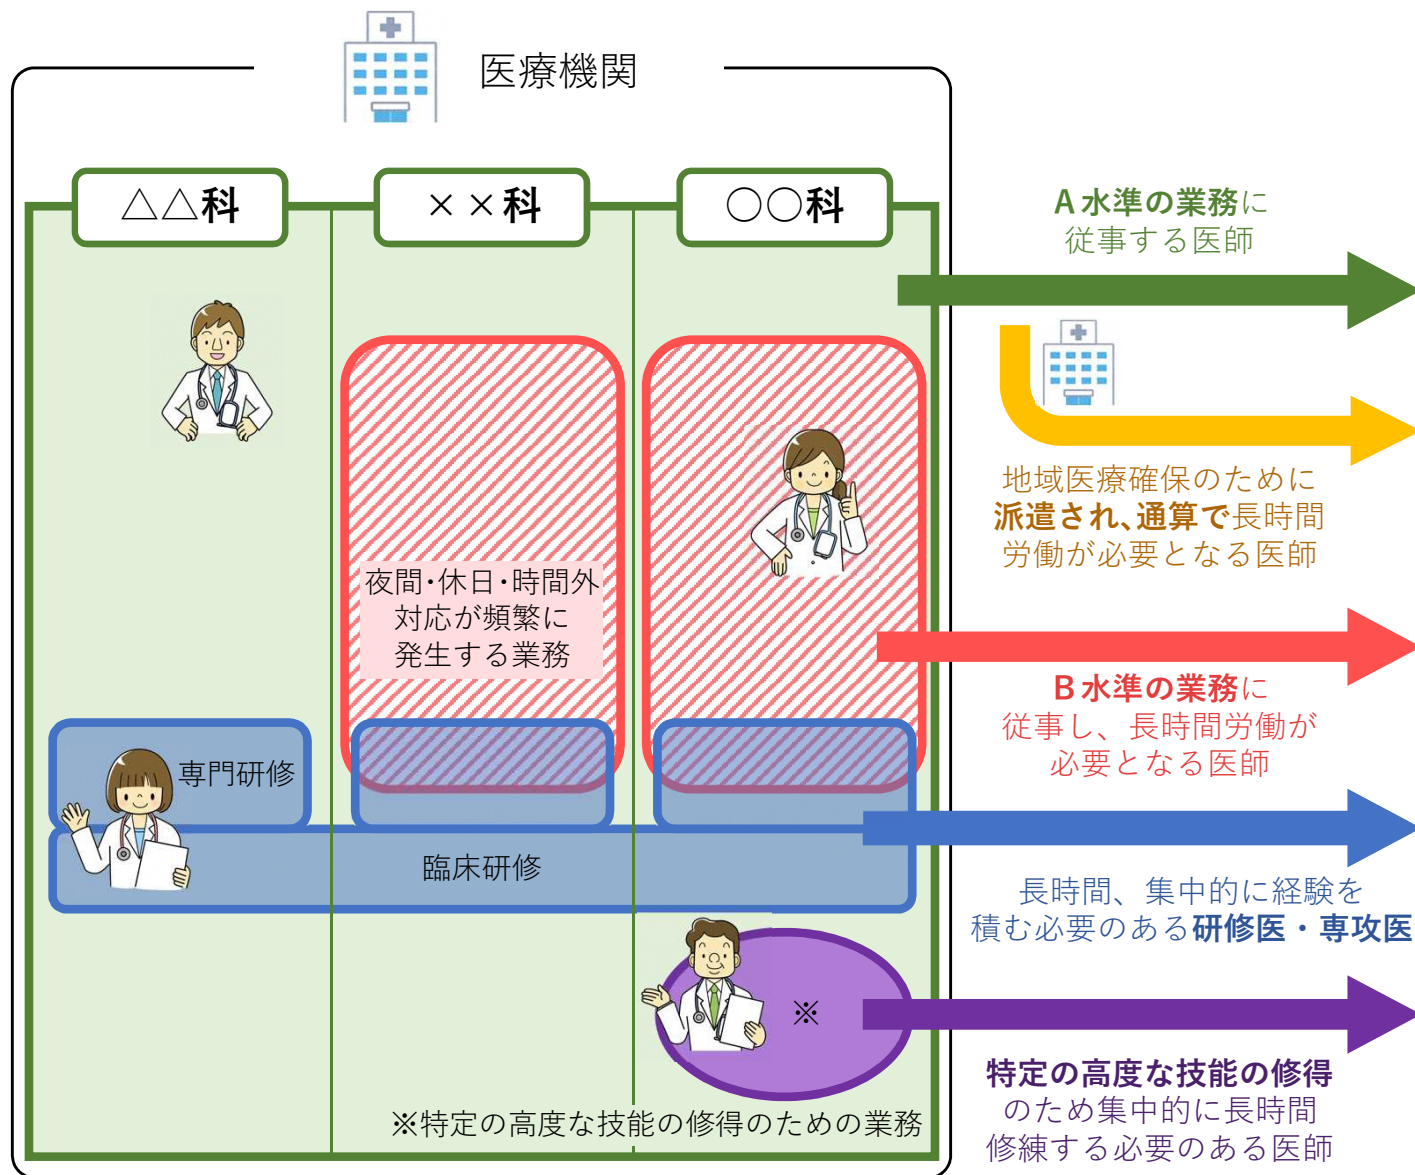 医療機関
△△科
××科
○○科
夜間･休日･時間外
対応が頻繁に
発生する業務
専門研修
臨床研修
※
※特定の高度な技能の修得のための業務
A水準の業務に
従事する医師
地域医療確保のために
派遣され､通算で長時間
労働が必要となる医師
B水準の業務に
従事し、長時間労働が
必要となる医師
長時間、集中的に経験を
積む必要のある研修医・専攻医
特定の高度な技能の修得
のため集中的に長時間
修練する必要のある医師